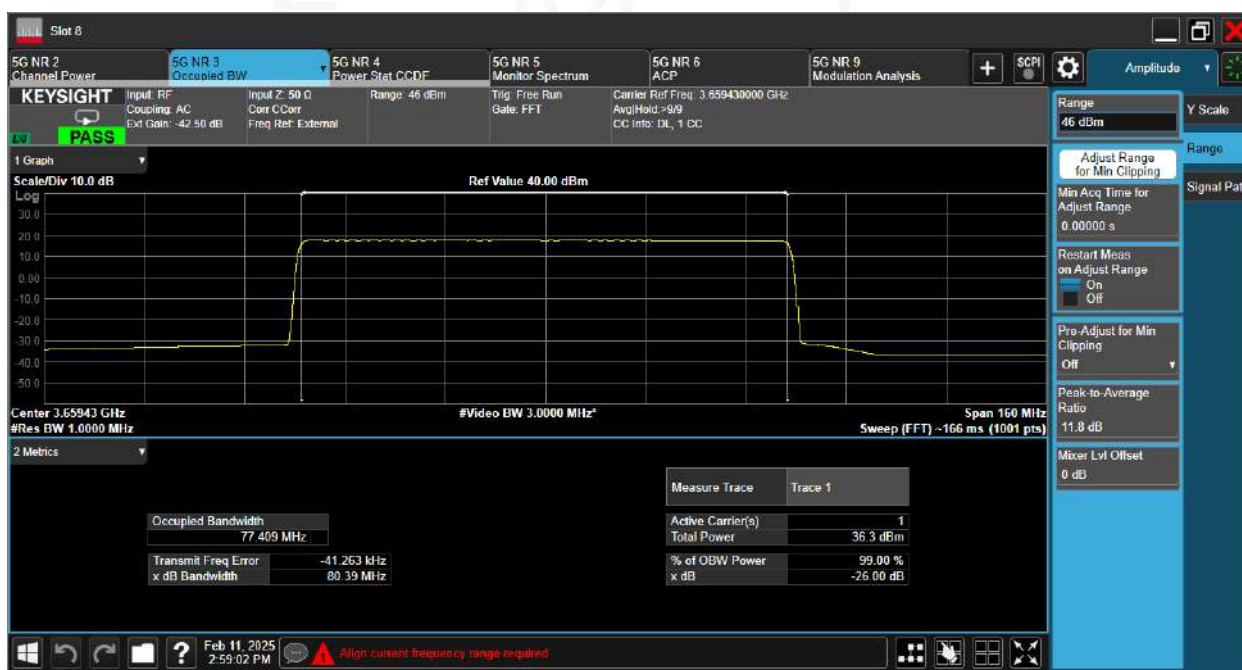 Slot 8
5G NR 2
Channel Power
5G NR 3
Occupied BW
5G NR 4
Power Stat CCDF
5G NR 5
Monitor Spectrum
5G NR 6
ACP
5G NR 9
Modulation Analysis
SCPI
Amplitude
KEYSIGHT
PASS
Input: RF
Coupling: AC
Ext Gain: -42.50 dB
Input Z: 50 Ω
Corr CCorr
Freq Ref: External
Range: 46 dBm
Trig: Free Run
Gate: FFT
Carrier Ref Freq: 3.659430000 GHz
Avg|Hold:>9/9
CC Info: DL, 1 CC
1 Graph
Scale/Div 10.0 dB
Ref Value 40.00 dBm
Log
30.0
20.0
10.0
0.00
-10.0
-20.0
-30.0
-40.0
-50.0
Center 3.65943 GHz
#Res BW 1.0000 MHz
#Video BW 3.0000 MHz*
Span 160 MHz
Sweep (FFT) ~166 ms (1001 pts)
2 Metrics
Measure Trace Trace 1
Occupied Bandwidth
77.409 MHz
Active Carrier(s) 1
Total Power 36.3 dBm
Transmit Freq Error -41.263 kHz
x dB Bandwidth 80.39 MHz
% of OBW Power 99.00 %
x dB -26.00 dB
Feb 11, 2025
2:59:02 PM
Align current frequency range required
Range
46 dBm
Adjust Range
for Min Clipping
Min Acq Time for
Adjust Range
0.00000 s
Restart Meas
on Adjust Range
On
Off
Pre-Adjust for Min
Clipping
Off
Peak-to-Average
Ratio
11.8 dB
Mixer Lvl Offset
0 dB
Y Scale
Range
Signal Pat